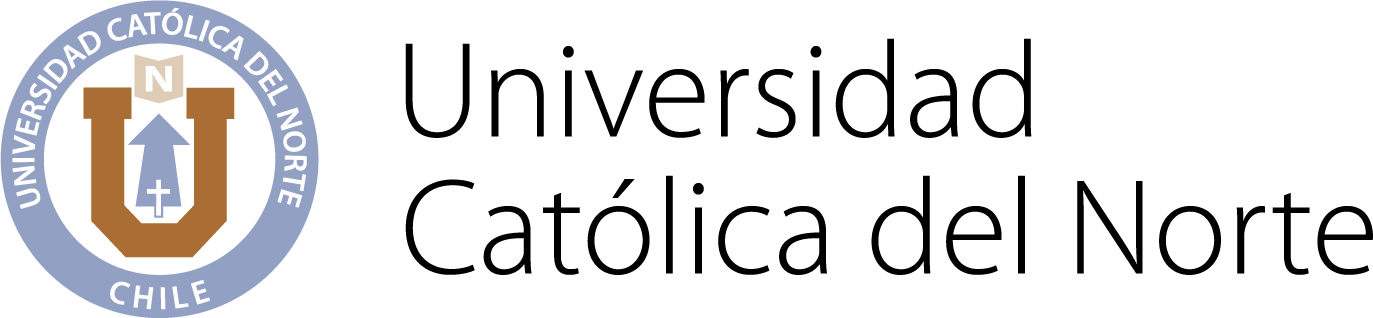 UNIVERSIDAD CATÓLICA DEL NORTE
N
CHILE
Universidad
Católica del Norte